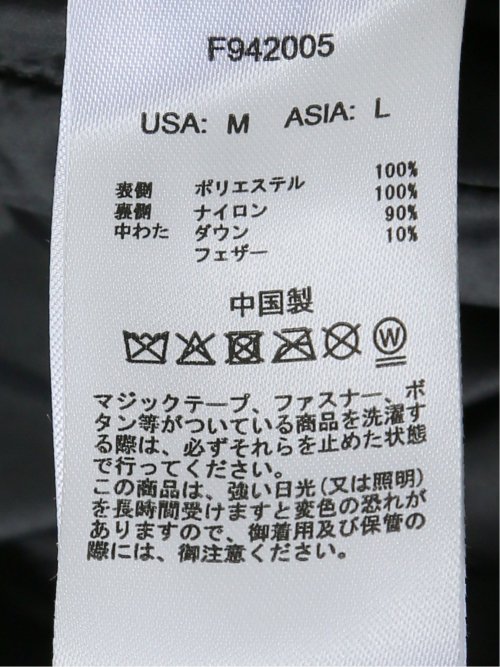 F942005
USA: M ASIA: L
表側 ポリエステル 100%
裏側 ナイロン 100%
中わた ダウン 90%
フェザー 10%
中国製
W
マジックテープ、ファスナー、ボ
タン等がついている商品を洗濯す
る際は、必ずそれらを止めた状態
で行ってください。
この商品は、強い日光(又は照明)
を長時間受けますと変色の恐れが
ありますので、御着用及び保管の
際には、御注意ください。